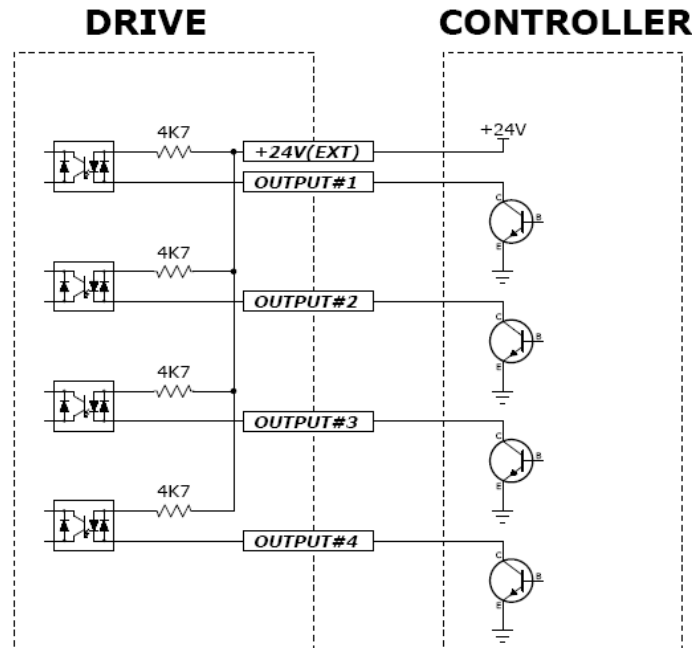 DRIVE CONTROLLER
4K7 +24V(EXT) +24V
OUTPUT#1 C
B
E
4K7
OUTPUT#2 C
B
E
4K7
OUTPUT#3 C
B
E
4K7
OUTPUT#4 C
B
E